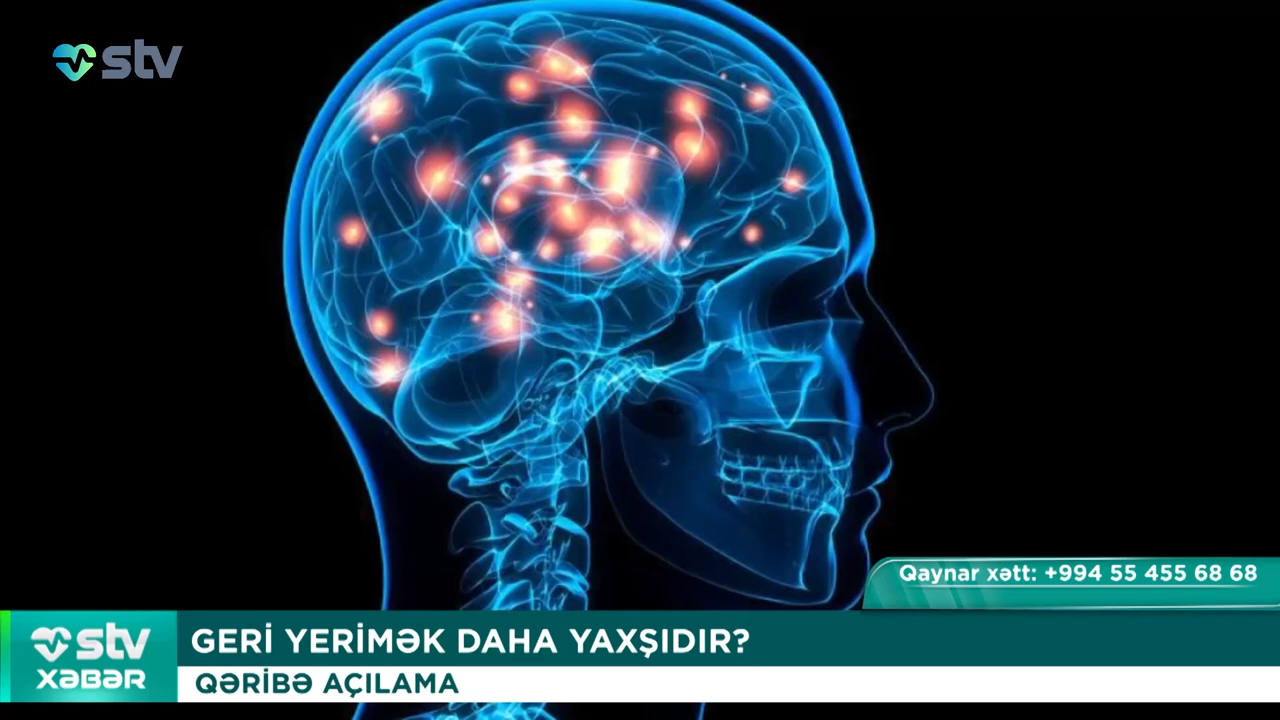 stv
Qaynar xətt: +994 55 455 68 68
stv
XƏBƏR
GERİ YERİMƏK DAHA YAXŞIDIR?
QƏRİBƏ AÇILAMA